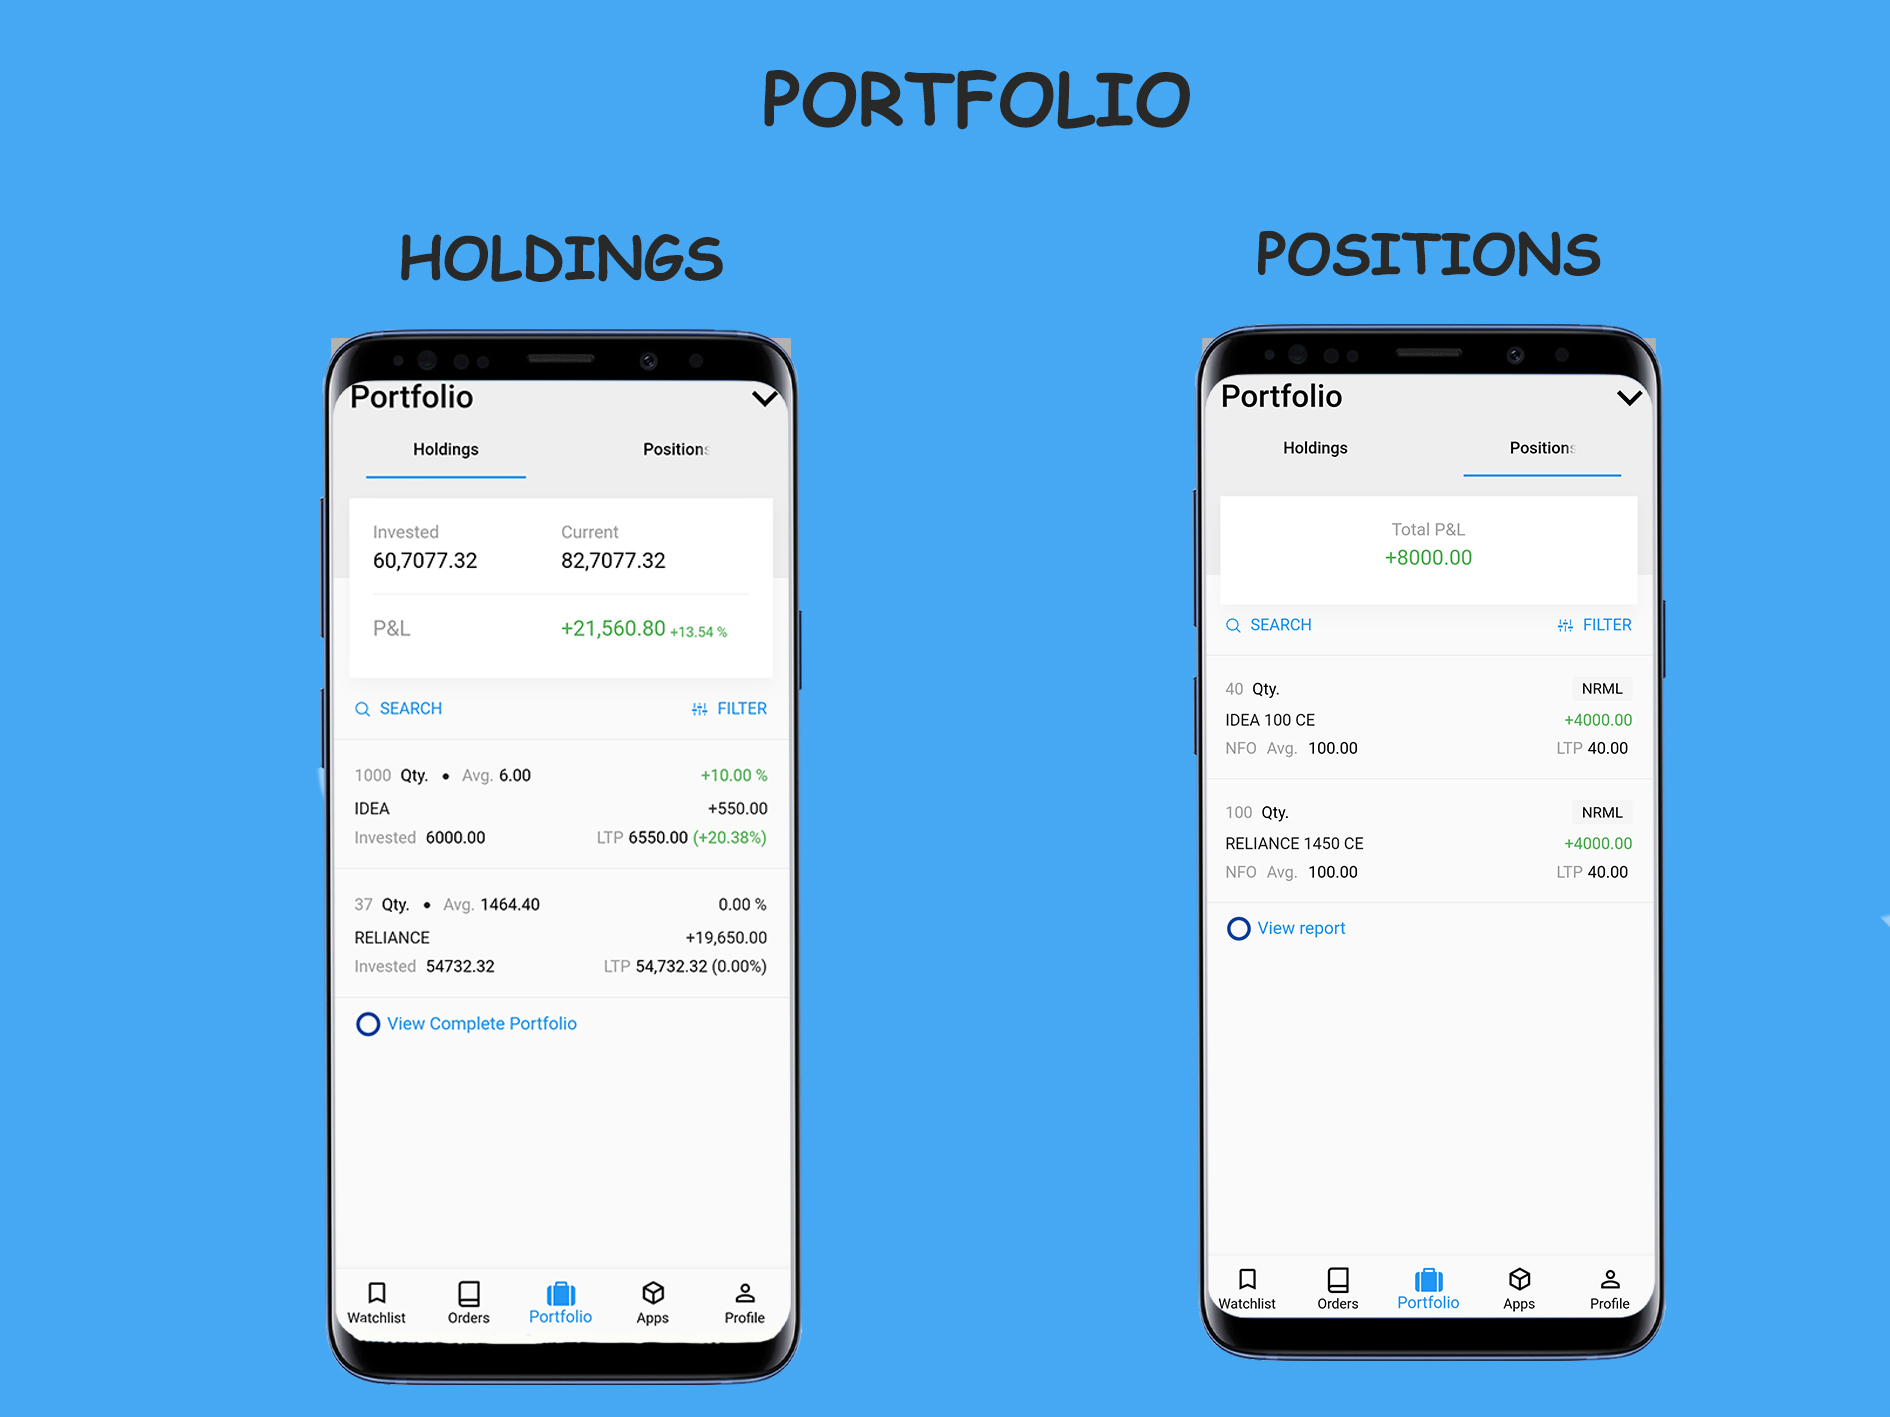 PORTFOLIO
HOLDINGS
Portfolio
Holdings Positions
Invested Current
60,7077.32 82,7077.32
P&L +21,560.80 +13.54 %
SEARCH FILTER
1000 Qty. • Avg. 6.00 +10.00 %
IDEA +550.00
Invested 6000.00 LTP 6550.00 (+20.38%)
37 Qty. • Avg. 1464.40 0.00 %
RELIANCE +19,650.00
Invested 54732.32 LTP 54,732.32 (0.00%)
View Complete Portfolio
Watchlist Orders Portfolio Apps Profile
POSITIONS
Portfolio
Holdings Positions
Total P&L
+8000.00
SEARCH FILTER
40 Qty. NRML
IDEA 100 CE +4000.00
NFO Avg. 100.00 LTP 40.00
100 Qty. NRML
RELIANCE 1450 CE +4000.00
NFO Avg. 100.00 LTP 40.00
View report
Watchlist Orders Portfolio Apps Profile